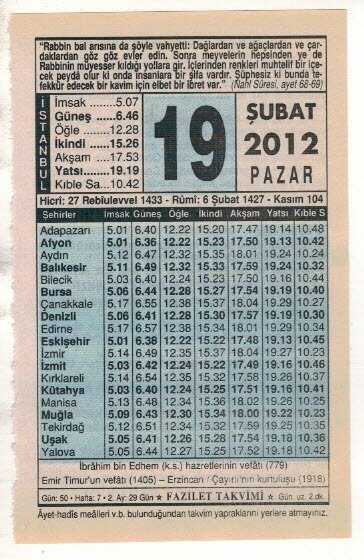 "Rabbin bal arısına da şöyle vahyetti: Dağlardan ve ağaçlardan ve çar-
daklardan göz göz evler edin. Sonra meyvelerin hepsinden ye de
Rabbinin müyesser kıldığı yollara gir. İçlerinden renkleri muhtelif bir içe-
cek peydâ olur ki onda insanlara bir şifa vardır. Şüphesiz ki bunda te-
fekkür edecek bir kavim için elbet bir ibret var." (Nahl Sûresi, ayet 68-69)
İSTANBUL
İmsak ......5.07
Güneş ......6.46
Öğle .......12.28
İkindi .....15.26
Akşam ....17.53
Yatsı.......19.19
Kıble Sa...10.42
19
ŞUBAT
2012
PAZAR
Hicrî: 27 Rebiulevvel 1433 - Rûmî: 6 Şubat 1427 - Kasım 104
Şehirler İmsak Güneş Öğle İkindi Akşam Yatsı Kıble S
Adapazarı 5.01 6.40 12.22 15.20 17.47 19.14 10.48
Afyon 5.01 6.36 12.22 15.23 17.50 19.13 10.42
Aydın 5.12 6.47 12.32 15.35 18.01 19.24 10.24
Balıkesir 5.11 6.49 12.32 15.33 17.59 19.24 10.32
Bilecik 5.03 6.40 12.24 15.23 17.50 19.16 10.44
Bursa 5.06 6.44 12.28 15.27 17.54 19.19 10.40
Çanakkale 5.17 6.55 12.38 15.37 18.04 19.29 10.27
Denizli 5.06 6.41 12.28 15.30 17.57 19.19 10.30
Edirne 5.17 6.57 12.38 15.34 18.01 19.29 10.34
Eskişehir 5.01 6.38 12.22 15.22 17.48 19.13 10.45
İzmir 5.14 6.49 12.35 15.37 18.04 19.27 10.23
İzmit 5.03 6.42 12.24 15.22 17.49 19.16 10.46
Kırklareli 5.14 6.54 12.35 15.32 17.58 19.26 10.37
Kütahya 5.03 6.40 12.24 15.25 17.51 19.16 10.41
Manisa 5.13 6.48 12.34 15.36 18.02 19.26 10.26
Muğla 5.09 6.43 12.30 15.34 18.00 19.22 10.23
Tekirdağ 5.12 6.51 12.34 15.32 17.59 19.25 10.35
Uşak 5.05 6.41 12.26 15.28 17.54 19.18 10.36
Yalova 5.05 6.44 12.27 15.25 17.52 19.18 10.42
İbrâhim bin Edhem (k.s.) hazretlerinin vefâtı (779)
Emir Timur'un vefâtı (1405) – Erzincan / Çayırlı'nın kurtuluşu (1918)
Gün: 50 • Hafta: 7 • 2. Ay: 29 Gün ★ FAZİLET TAKVİMİ ★ Gün. uz. 2 dk.
Âyet-hadis meâlleri v.b. bulunduğundan takvim yapraklarını yerlere atmayınız.